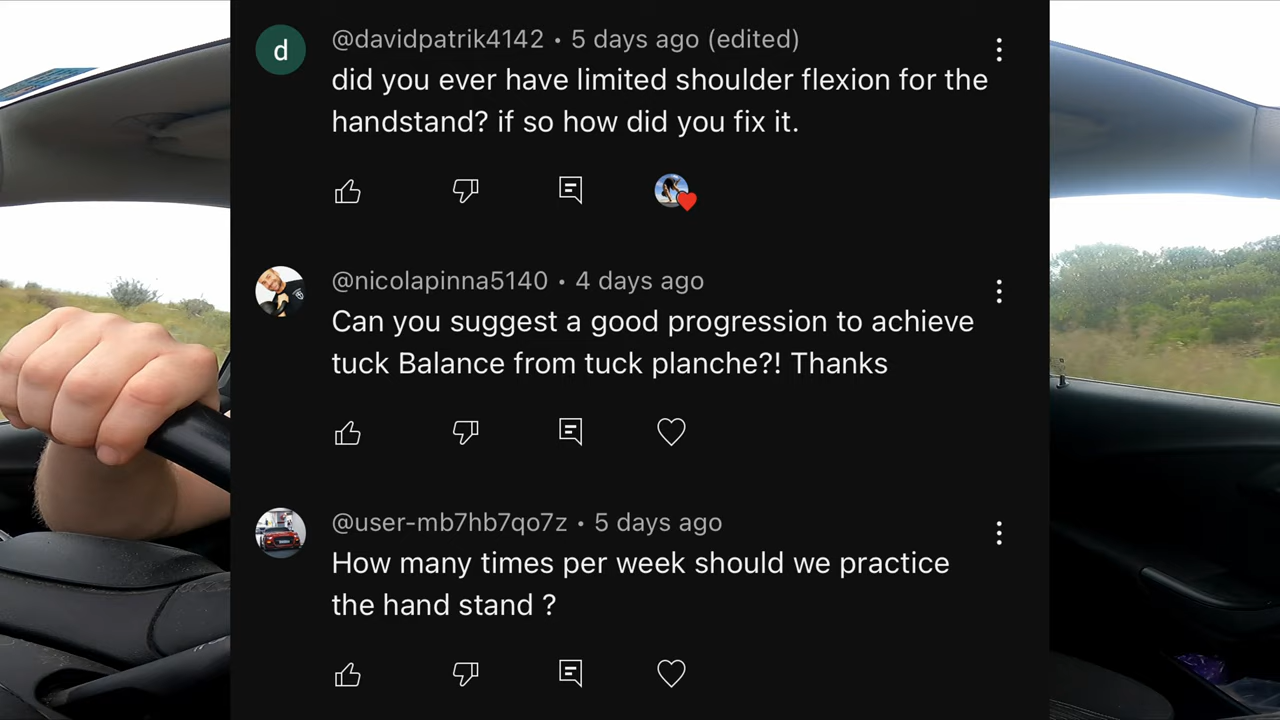 d
@davidpatrik4142 • 5 days ago (edited)
did you ever have limited shoulder flexion for the
handstand? if so how did you fix it.
@nicolapinna5140 • 4 days ago
Can you suggest a good progression to achieve
tuck Balance from tuck planche?! Thanks
@user-mb7hb7qo7z • 5 days ago
How many times per week should we practice
the hand stand ?